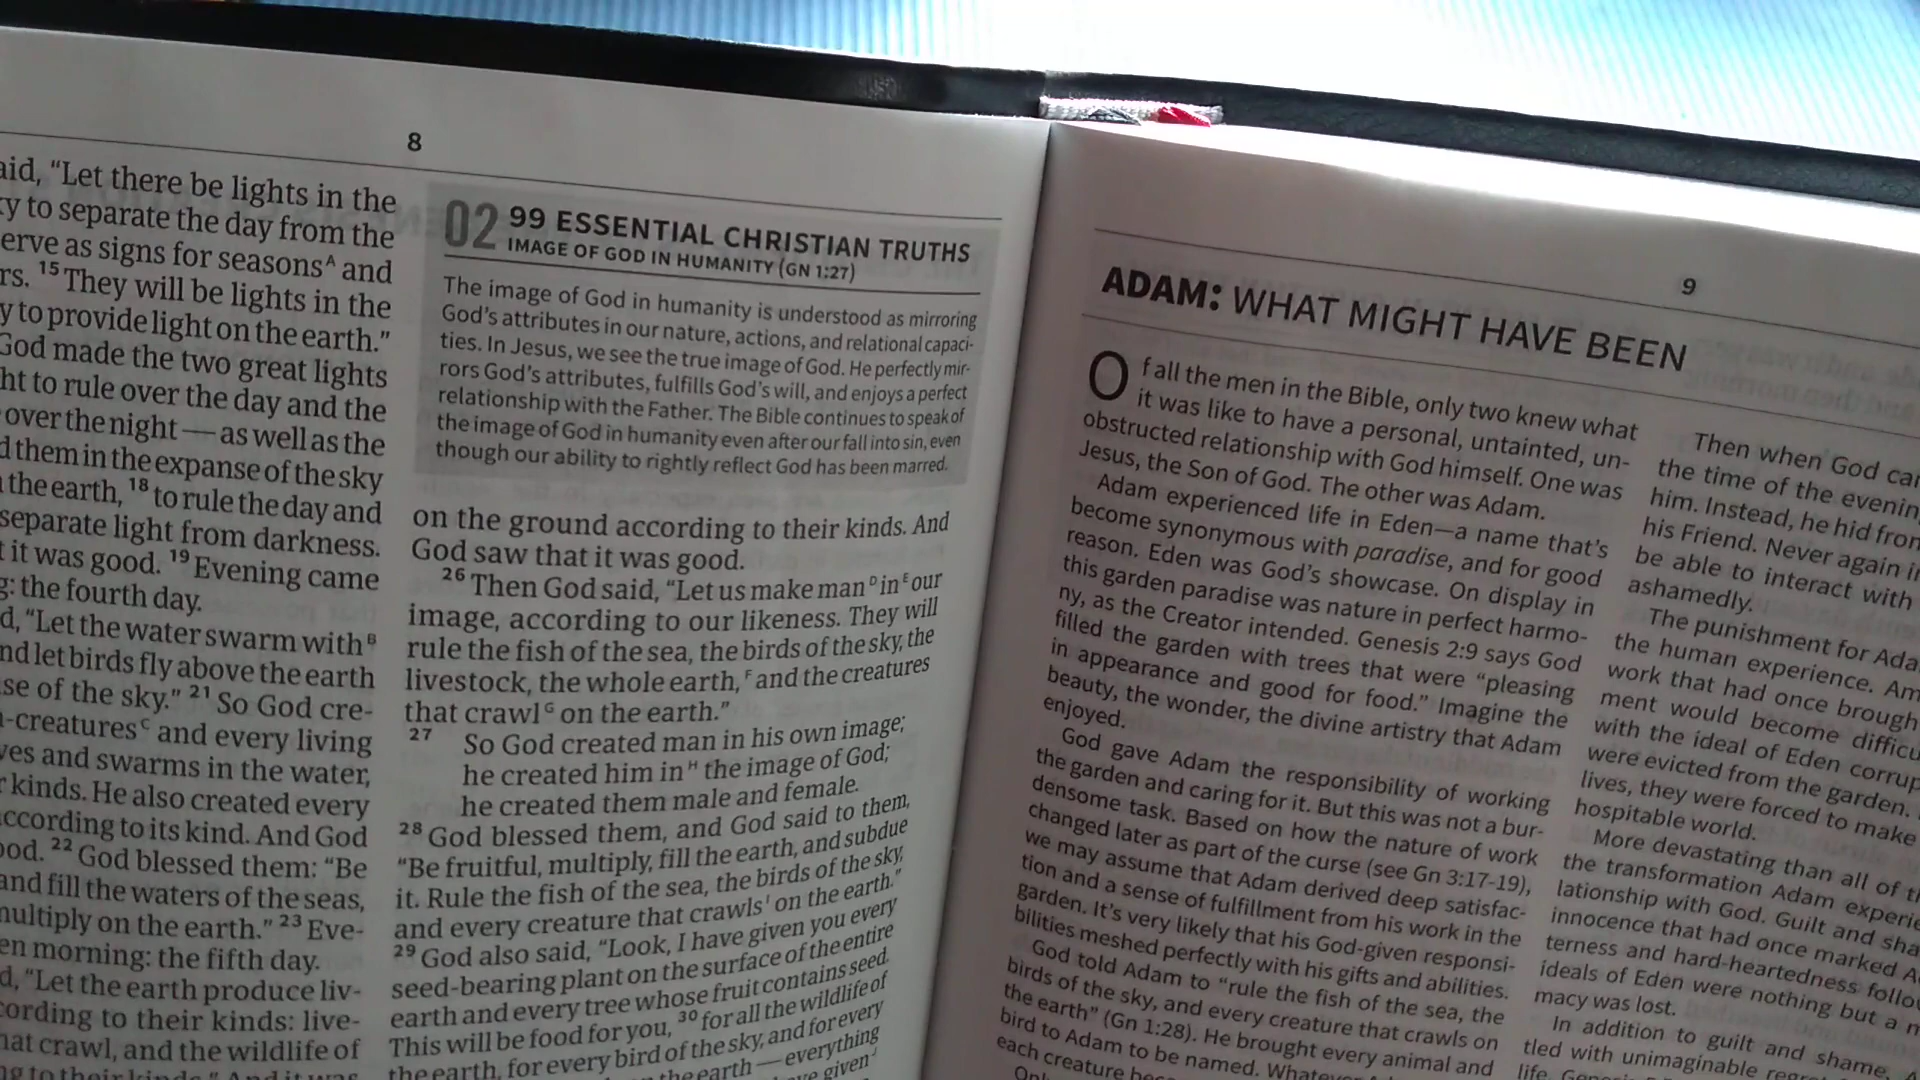 8
aid, “Let there be lights in the
ky to separate the day from the
erve as signs for seasonsᴬ and
rs. ¹⁵ They will be lights in the
y to provide light on the earth.”
God made the two great lights
ht to rule over the day and the
over the night — as well as the
d them in the expanse of the sky
the earth, ¹⁸ to rule the day and
separate light from darkness.
t it was good. ¹⁹ Evening came
g: the fourth day.
d, “Let the water swarm withᴮ
nd let birds fly above the earth
se of the sky.” ²¹ So God cre-
-creaturesᶜ and every living
ves and swarms in the water,
r kinds. He also created every
ccording to its kind. And God
ood. ²² God blessed them: “Be
and fill the waters of the seas,
multiply on the earth.” ²³ Eve-
en morning: the fifth day.
d, “Let the earth produce liv-
cording to their kinds: live-
hat crawl, and the wildlife of
02 99 ESSENTIAL CHRISTIAN TRUTHS
IMAGE OF GOD IN HUMANITY (GN 1:27)
The image of God in humanity is understood as mirroring
God’s attributes in our nature, actions, and relational capaci-
ties. In Jesus, we see the true image of God. He perfectly mir-
rors God’s attributes, fulfills God’s will, and enjoys a perfect
relationship with the Father. The Bible continues to speak of
the image of God in humanity even after our fall into sin, even
though our ability to rightly reflect God has been marred.
on the ground according to their kinds. And
God saw that it was good.
²⁶ Then God said, “Let us make manᴰ inᴱ our
image, according to our likeness. They will
rule the fish of the sea, the birds of the sky, the
livestock, the whole earth,ᶠ and the creatures
that crawlᴳ on the earth.”
²⁷ So God created man in his own image;
he created him inᴴ the image of God;
he created them male and female.
²⁸ God blessed them, and God said to them,
“Be fruitful, multiply, fill the earth, and subdue
it. Rule the fish of the sea, the birds of the sky,
and every creature that crawlsᴵ on the earth.”
²⁹ God also said, “Look, I have given you every
seed-bearing plant on the surface of the entire
earth and every tree whose fruit contains seed.
This will be food for you, ³⁰ for all the wildlife of
the earth, for every bird of the sky, and for every
the earth — everything
given ᴶ
9
ADAM: WHAT MIGHT HAVE BEEN
Of all the men in the Bible, only two knew what
it was like to have a personal, untainted, un-
obstructed relationship with God himself. One was
Jesus, the Son of God. The other was Adam.
Adam experienced life in Eden—a name that’s
become synonymous with paradise, and for good
reason. Eden was God’s showcase. On display in
this garden paradise was nature in perfect harmo-
ny, as the Creator intended. Genesis 2:9 says God
filled the garden with trees that were “pleasing
in appearance and good for food.” Imagine the
beauty, the wonder, the divine artistry that Adam
enjoyed.
God gave Adam the responsibility of working
the garden and caring for it. But this was not a bur-
densome task. Based on how the nature of work
changed later as part of the curse (see Gn 3:17-19),
we may assume that Adam derived deep satisfac-
tion and a sense of fulfillment from his work in the
garden. It’s very likely that his God-given responsi-
bilities meshed perfectly with his gifts and abilities.
God told Adam to “rule the fish of the sea, the
birds of the sky, and every creature that crawls on
the earth” (Gn 1:28). He brought every animal and
bird to Adam to be named.
each creature
Then when God ca
the time of the evening
him. Instead, he hid from
his Friend. Never again i
be able to interact with
ashamedly.
The punishment for Ada
the human experience. Am
work that had once brough
ment would become difficu
with the ideal of Eden corrup
were evicted from the garden.
lives, they were forced to make
hospitable world.
More devastating than all of th
the transformation Adam experie
lationship with God. Guilt and sha
innocence that had once marked A
terness and hard-heartedness follo
ideals of Eden were nothing but a m
macy was lost.
In addition to guilt and shame,
tled with unimaginable regre
life.